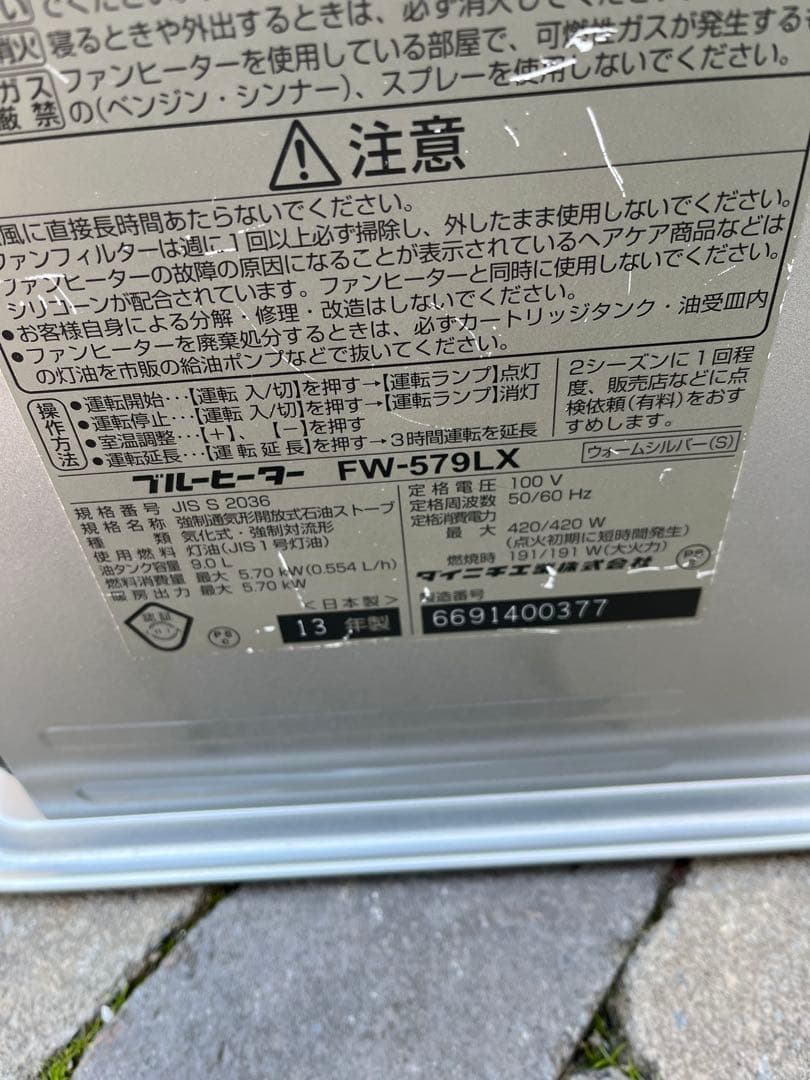 い でくださ
消火 寝るときや外出するときは、必ず消火し
ガス厳禁 ファンヒーターを使用している部屋で、可燃性ガスが発生する
の(ベンジン・シンナー)、スプレーを使用しないでください。
注意
風に直接長時間あたらないでください。
ファンフィルターは週に1回以上必ず掃除し、外したまま使用しないでください。
ファンヒーターの故障の原因になることが表示されているヘアケア商品などは
シリコーンが配合されています。ファンヒーターと同時に使用しないでください。
●お客様自身による分解・修理・改造はしないでください。
●ファンヒーターを廃棄処分するときは、必ずカートリッジタンク・油受皿内
の灯油を市販の給油ポンプなどで抜いてください。
操作方法
●運転開始…【運転 入/切】を押す→【運転ランプ】点灯
●運転停止…【運転 入/切】を押す→【運転ランプ】消灯
●室温調整…【+】、【−】を押す
●運転延長…【運転延長】を押す→3時間運転を延長
2シーズンに1回程
度、販売店などに点
検依頼(有料)をおす
すめします。
ブルーヒーター FW-579LX
ウォームシルバー(S)
規格番号 JIS S 2036
規格名称 強制通気形開放式石油ストーブ
種類 気化式・強制対流形
使用燃料 灯油(JIS1号灯油)
油タンク容量 9.0 L
燃料消費量 最大 5.70 kW(0.554 L/h)
暖房出力 最大 5.70 kW
定格電圧 100 V
定格周波数 50/60 Hz
定格消費電力
最大 420/420 W
(点火初期に短時間発生)
燃焼時 191/191 W(大火力)
ダイニチ工業株式会社
PSE
<日本製>
製造番号
認証
PSC
13 年製
6691400377